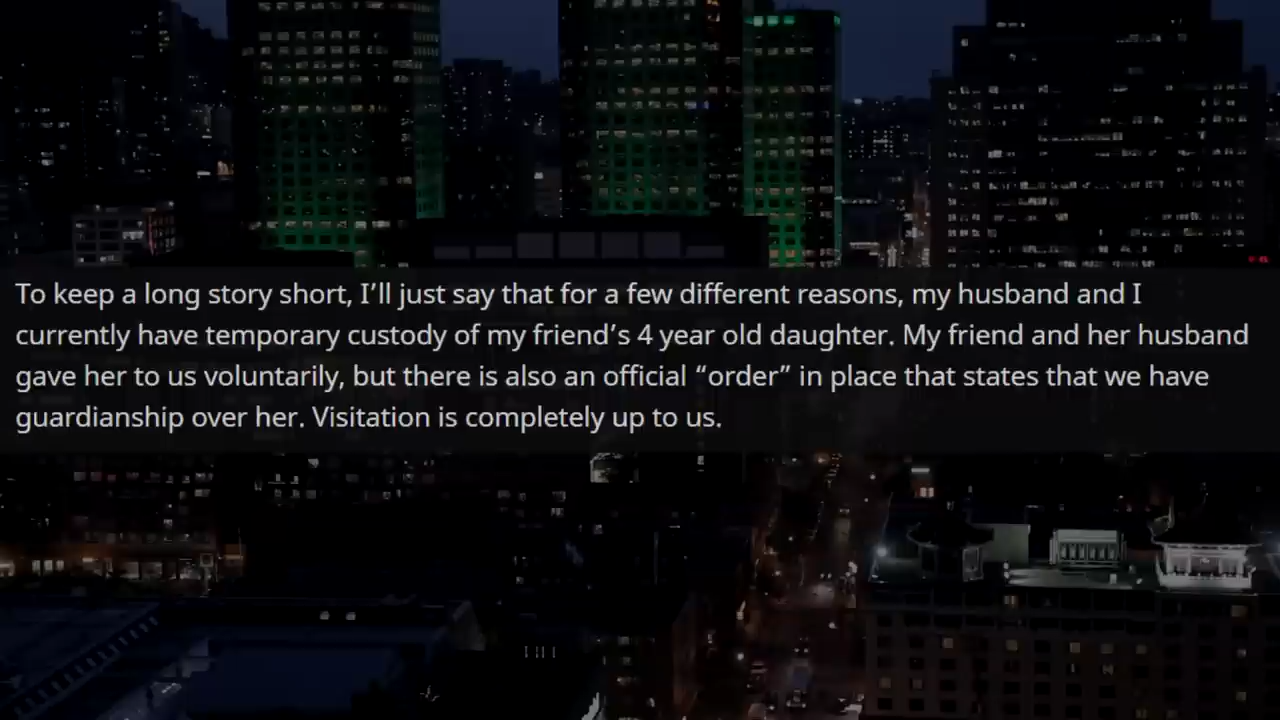 To keep a long story short, I’ll just say that for a few different reasons, my husband and I
currently have temporary custody of my friend’s 4 year old daughter. My friend and her husband
gave her to us voluntarily, but there is also an official “order” in place that states that we have
guardianship over her. Visitation is completely up to us.